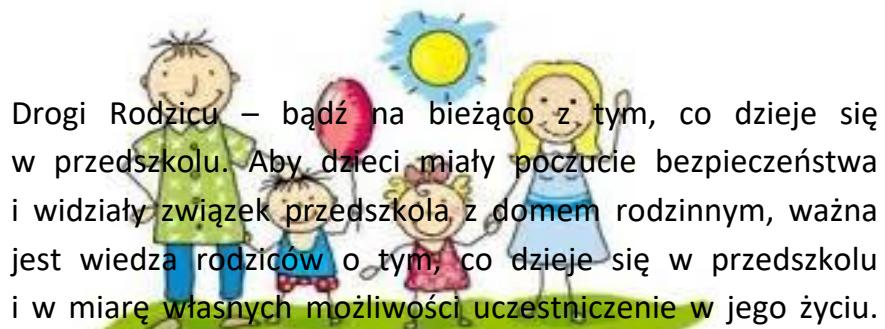 Drogi Rodzicu – bądź na bieżąco z tym, co dzieje się
w przedszkolu. Aby dzieci miały poczucie bezpieczeństwa
i widziały związek przedszkola z domem rodzinnym, ważna
jest wiedza rodziców o tym, co dzieje się w przedszkolu
i w miarę własnych możliwości uczestniczenie w jego życiu.